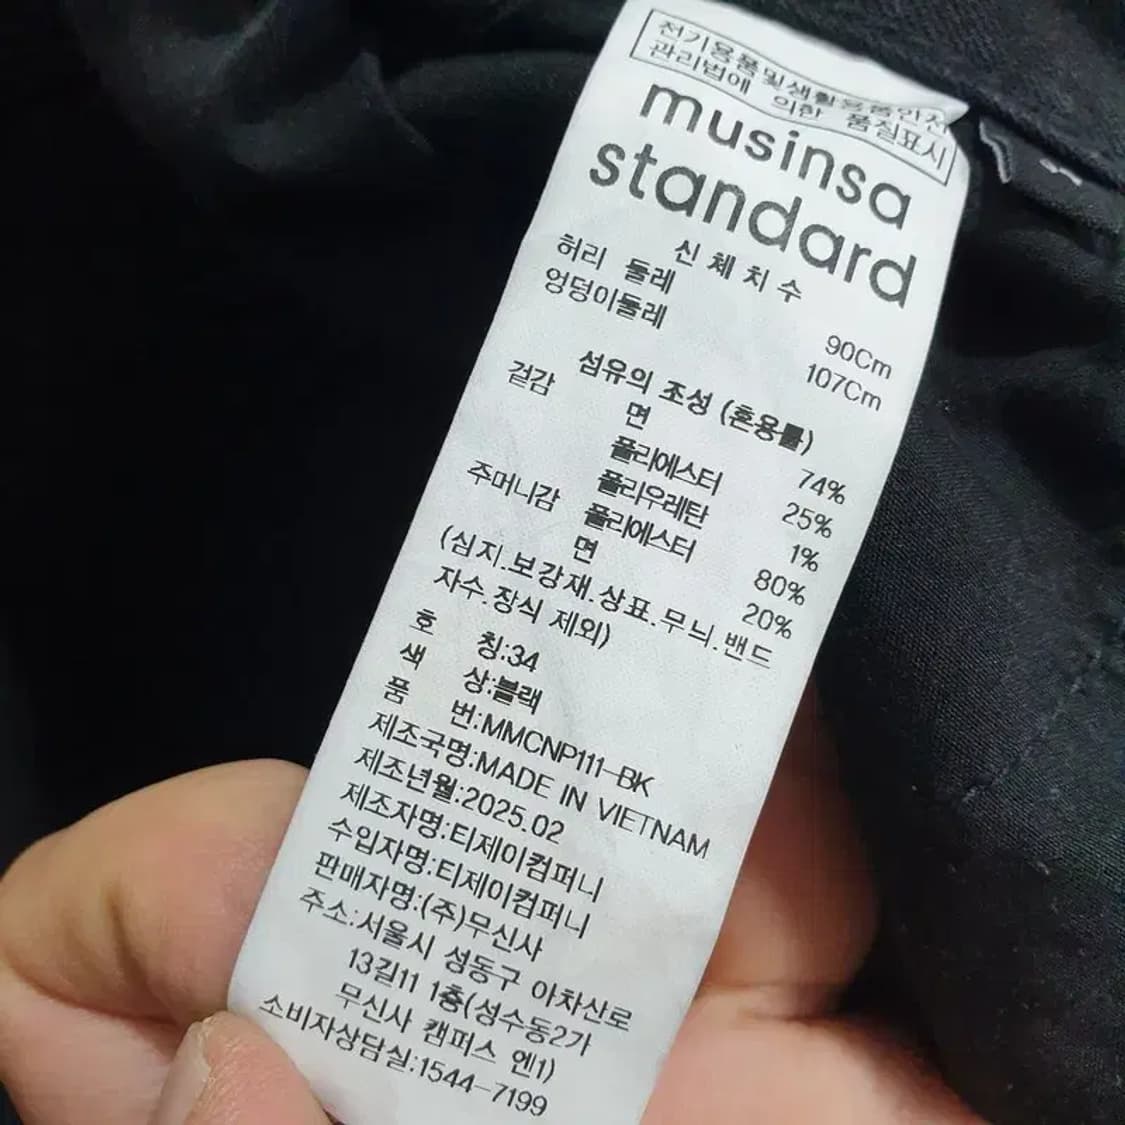 전기용품및생활용품안전
관리법에 의한 품질표시
musinsa
standard
신체치수
허리 둘레 90Cm
엉덩이둘레 107Cm
섬유의 조성 (혼용률)
겉감 면 74%
폴리에스터 25%
폴리우레탄 1%
주머니감 폴리에스터 80%
면 20%
(심지.보강재.상표.무늬.밴드
자수.장식 제외)
호 칭:34
색 상:블랙
품 번:MMCNP111-BK
제조국명:MADE IN VIETNAM
제조년월:2025.02
제조자명:티제이컴퍼니
수입자명:티제이컴퍼니
판매자명:(주)무신사
주소:서울시 성동구 아차산로
13길11 1층(성수동2가
무신사 캠퍼스 엔1)
소비자상담실:1544-7199